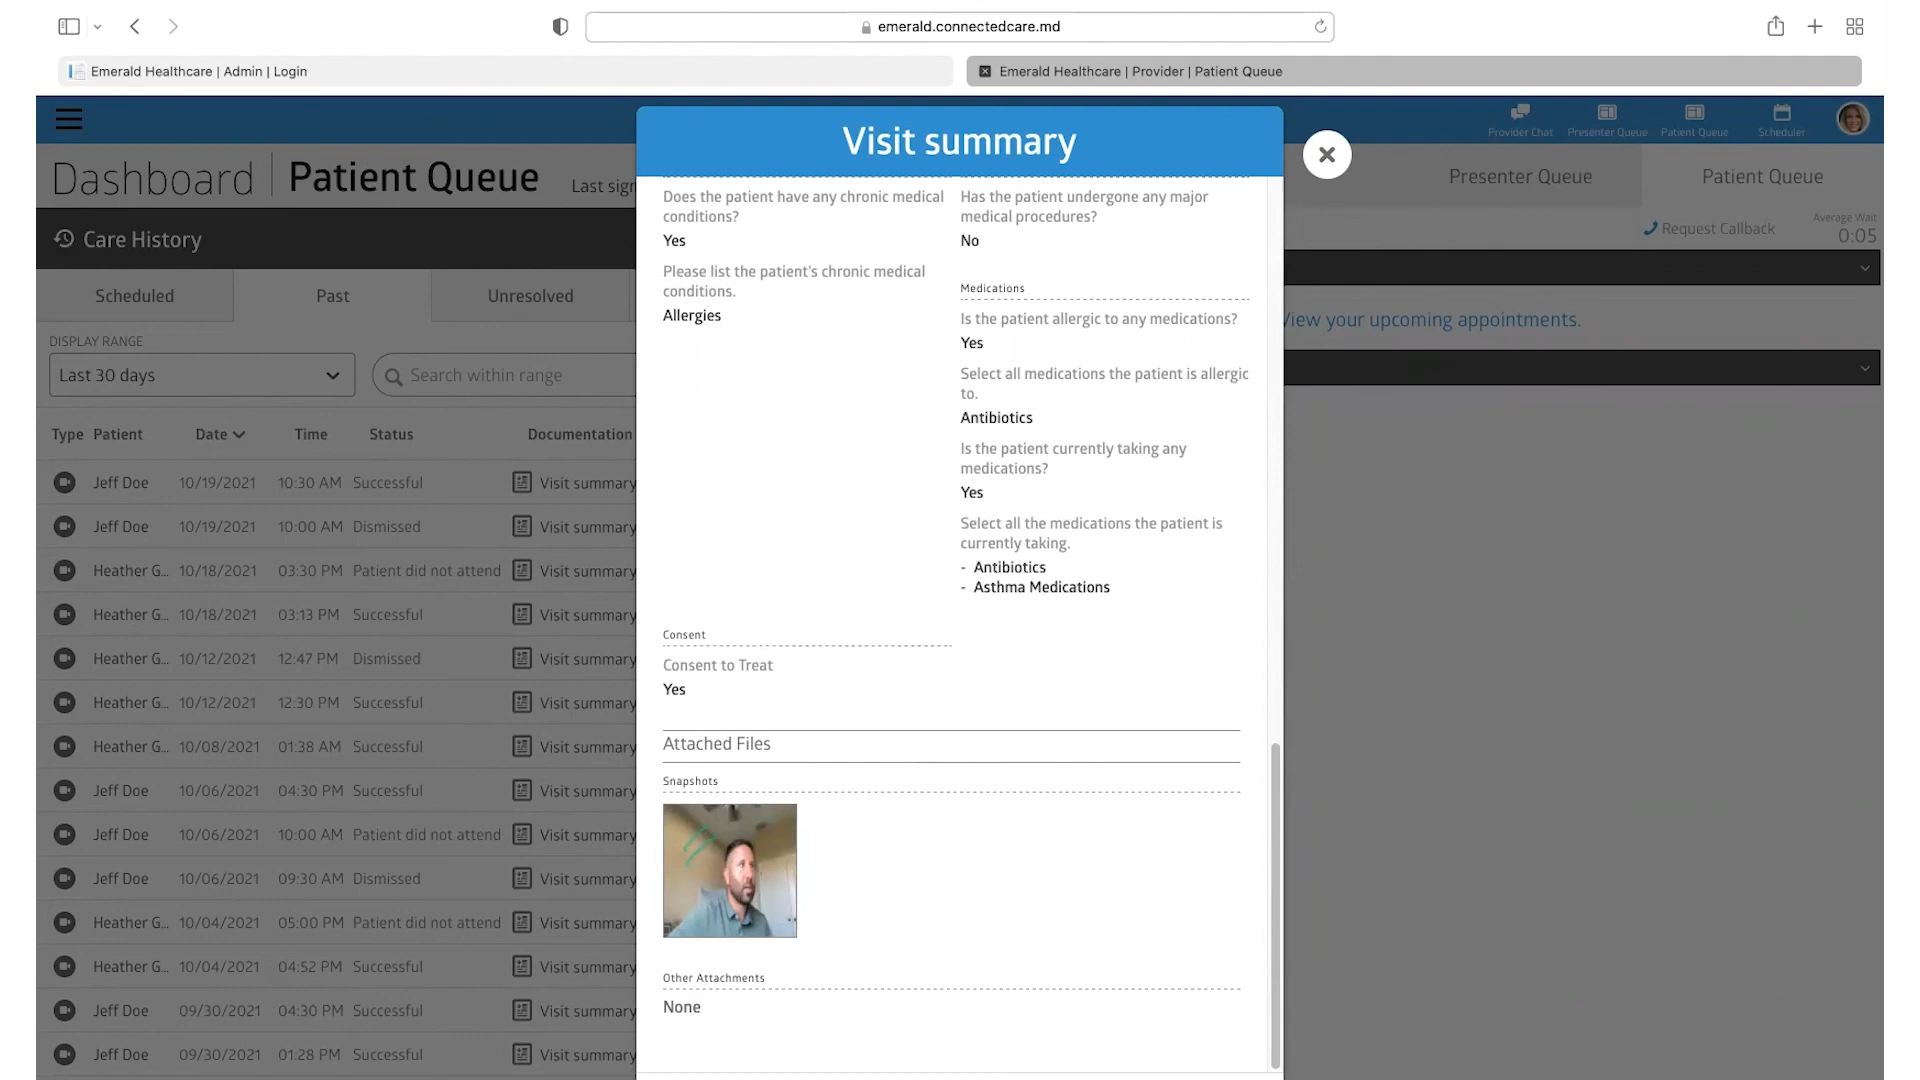 emerald.connectedcare.md
Emerald Healthcare | Admin | Login
Emerald Healthcare | Provider | Patient Queue
Provider Chat
Presenter Queue
Patient Queue
Scheduler
Dashboard
Patient Queue
Last sign
Presenter Queue
Patient Queue
Care History
Request Callback
Average Wait
0:05
Scheduled
Past
Unresolved
View your upcoming appointments.
DISPLAY RANGE
Last 30 days
Search within range
Type Patient Date Time Status Documentation
Jeff Doe 10/19/2021 10:30 AM Successful Visit summary
Jeff Doe 10/19/2021 10:00 AM Dismissed Visit summary
Heather G... 10/18/2021 03:30 PM Patient did not attend Visit summary
Heather G... 10/18/2021 03:13 PM Successful Visit summary
Heather G... 10/12/2021 12:47 PM Dismissed Visit summary
Heather G... 10/12/2021 12:30 PM Successful Visit summary
Heather G... 10/08/2021 01:38 AM Successful Visit summary
Jeff Doe 10/06/2021 04:30 PM Successful Visit summary
Jeff Doe 10/06/2021 10:00 AM Patient did not attend Visit summary
Jeff Doe 10/06/2021 09:30 AM Dismissed Visit summary
Heather G... 10/04/2021 05:00 PM Patient did not attend Visit summary
Heather G... 10/04/2021 04:52 PM Successful Visit summary
Jeff Doe 09/30/2021 04:30 PM Successful Visit summary
Jeff Doe 09/30/2021 01:28 PM Successful Visit summary
Visit summary
Does the patient have any chronic medical
conditions?
Yes
Please list the patient's chronic medical
conditions.
Allergies
Has the patient undergone any major
medical procedures?
No
Medications
Is the patient allergic to any medications?
Yes
Select all medications the patient is allergic
to.
Antibiotics
Is the patient currently taking any
medications?
Yes
Select all the medications the patient is
currently taking.
- Antibiotics
- Asthma Medications
Consent
Consent to Treat
Yes
Attached Files
Snapshots
Other Attachments
None